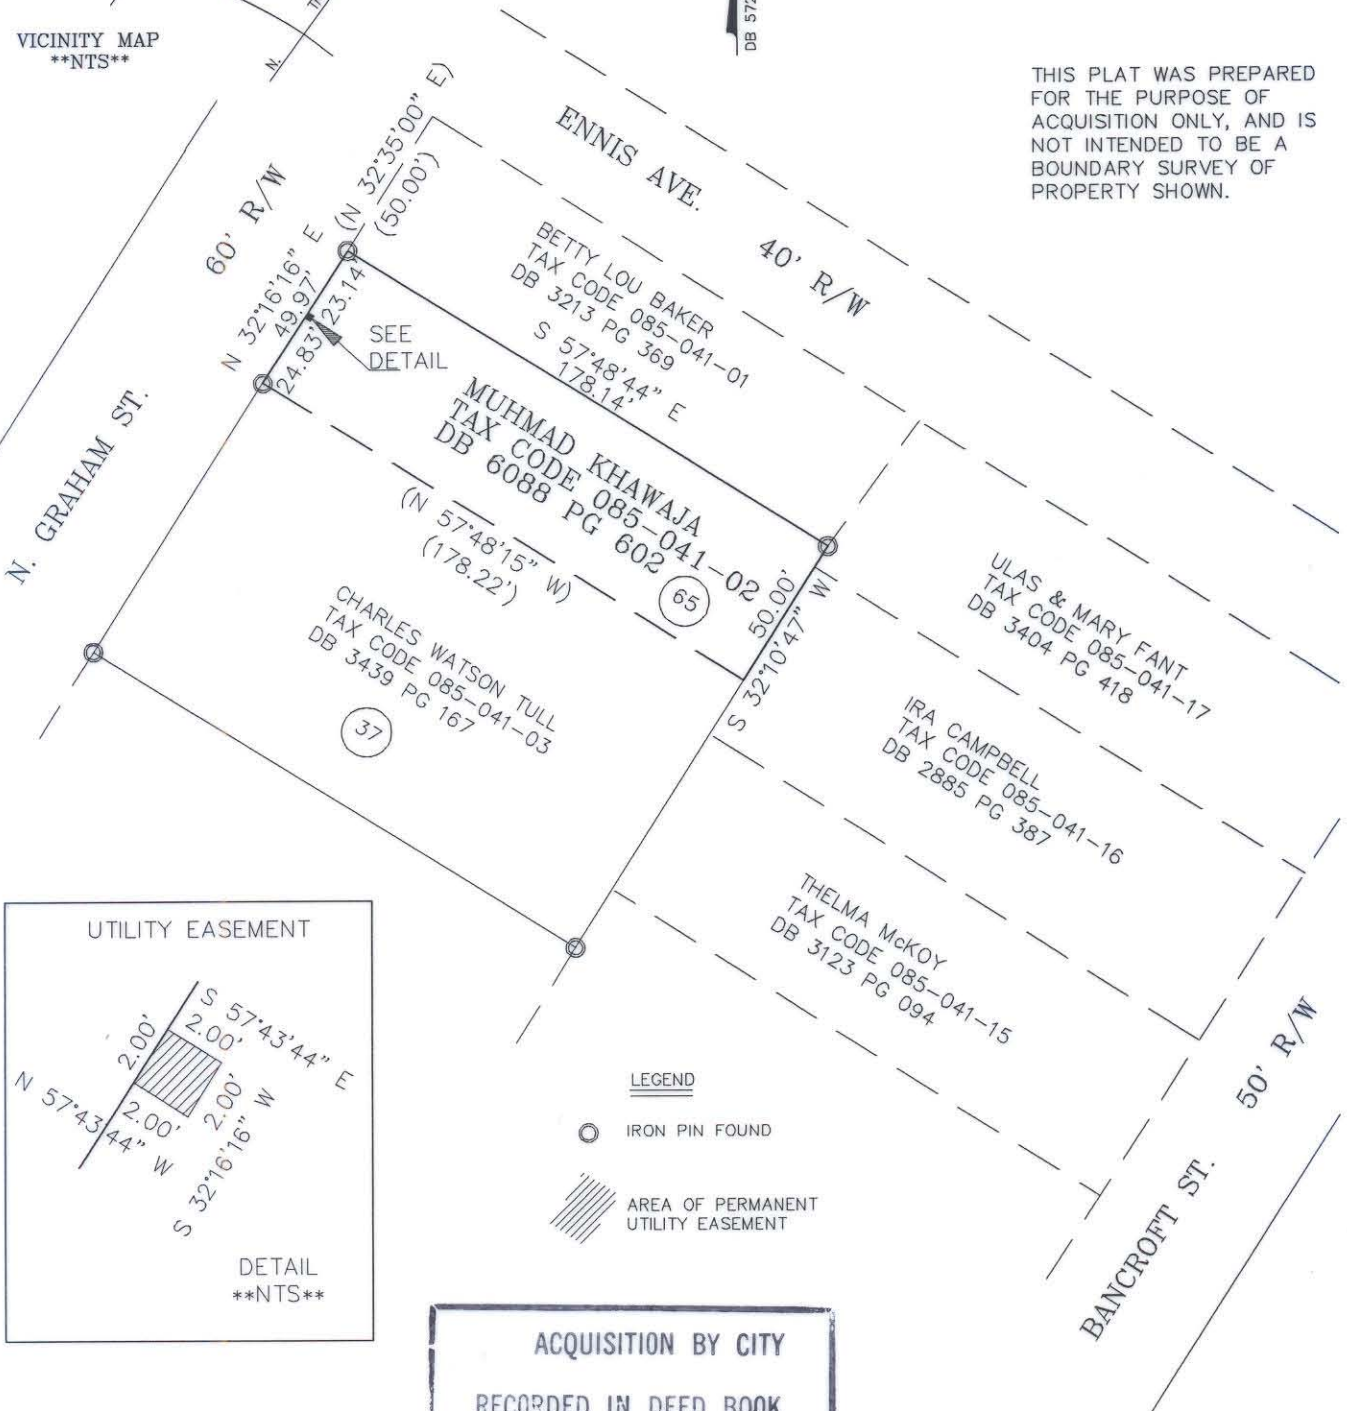 VICINITY MAP
**NTS**
N.
DB 572
THIS PLAT WAS PREPARED
FOR THE PURPOSE OF
ACQUISITION ONLY, AND IS
NOT INTENDED TO BE A
BOUNDARY SURVEY OF
PROPERTY SHOWN.
ENNIS AVE.
40' R/W
60' R/W
N. GRAHAM ST.
(N 32°35'00" E)
(50.00')
N 32°16'16" E
49.97'
23.14'
24.83'
SEE
DETAIL
BETTY LOU BAKER
TAX CODE 085-041-01
DB 3213 PG 369
S 57°48'44" E
178.14'
MUHMAD KHAWAJA
TAX CODE 085-041-02
DB 6088 PG 602
65
(N 57°48'15" W)
(178.22')
50.00'
S 32°10'47" W
CHARLES WATSON TULL
TAX CODE 085-041-03
DB 3439 PG 167
37
ULAS & MARY FANT
TAX CODE 085-041-17
DB 3404 PG 418
IRA CAMPBELL
TAX CODE 085-041-16
DB 2885 PG 387
THELMA McKOY
TAX CODE 085-041-15
DB 3123 PG 094
50' R/W
BANCROFT ST.
UTILITY EASEMENT
S 57°43'44" E
2.00'
2.00'
2.00'
S 32°16'16" W
2.00'
N 57°43'44" W
DETAIL
**NTS**
LEGEND
IRON PIN FOUND
AREA OF PERMANENT
UTILITY EASEMENT
ACQUISITION BY CITY
RECORDED IN DEED BOOK